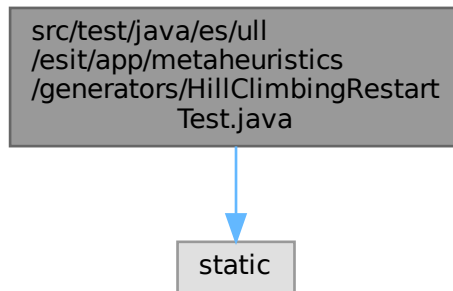 src/test/java/es/ull
/esit/app/metaheuristics
/generators/HillClimbingRestart
Test.java
static